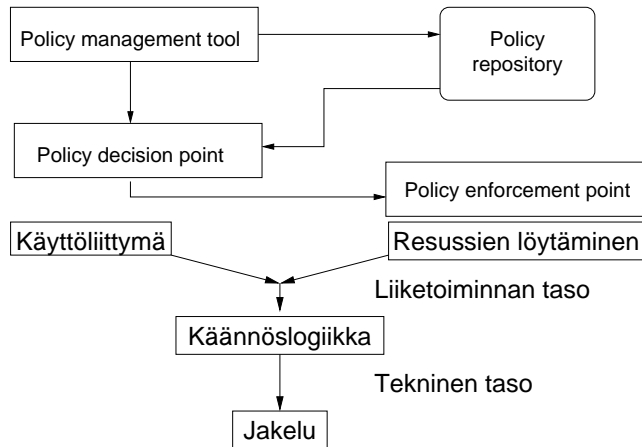 Policy management tool
Policy
repository
Policy decision point
Policy enforcement point
Käyttöliittymä
Resussien löytäminen
Liiketoiminnan taso
Käännöslogiikka
Tekninen taso
Jakelu